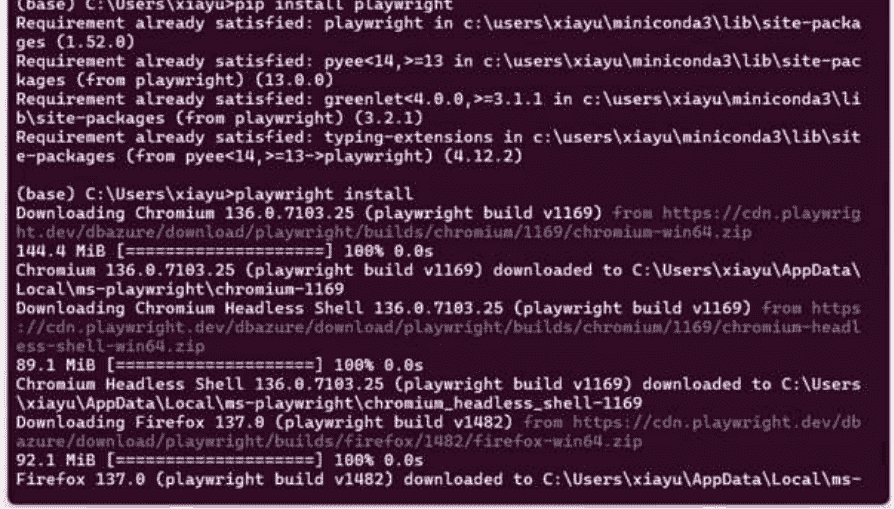 (base) C:\Users\xiayu>pip install playwright
Requirement already satisfied: playwright in c:\users\xiayu\miniconda3\lib\site-packa
ges (1.52.0)
Requirement already satisfied: pyee<14,>=13 in c:\users\xiayu\miniconda3\lib\site-pac
kages (from playwright) (13.0.0)
Requirement already satisfied: greenlet<4.0.0,>=3.1.1 in c:\users\xiayu\miniconda3\li
b\site-packages (from playwright) (3.2.1)
Requirement already satisfied: typing-extensions in c:\users\xiayu\miniconda3\lib\sit
e-packages (from pyee<14,>=13->playwright) (4.12.2)
(base) C:\Users\xiayu>playwright install
Downloading Chromium 136.0.7103.25 (playwright build v1169) from https://cdn.playwrig
ht.dev/dbazure/download/playwright/builds/chromium/1169/chromium-win64.zip
144.4 MiB [====================] 100% 0.0s
Chromium 136.0.7103.25 (playwright build v1169) downloaded to C:\Users\xiayu\AppData\
Local\ms-playwright\chromium-1169
Downloading Chromium Headless Shell 136.0.7103.25 (playwright build v1169) from https
://cdn.playwright.dev/dbazure/download/playwright/builds/chromium/1169/chromium-headl
ess-shell-win64.zip
89.1 MiB [====================] 100% 0.0s
Chromium Headless Shell 136.0.7103.25 (playwright build v1169) downloaded to C:\Users
\xiayu\AppData\Local\ms-playwright\chromium_headless_shell-1169
Downloading Firefox 137.0 (playwright build v1482) from https://cdn.playwright.dev/db
azure/download/playwright/builds/firefox/1482/firefox-win64.zip
92.1 MiB [====================] 100% 0.0s
Firefox 137.0 (playwright build v1482) downloaded to C:\Users\xiayu\AppData\Local\ms-